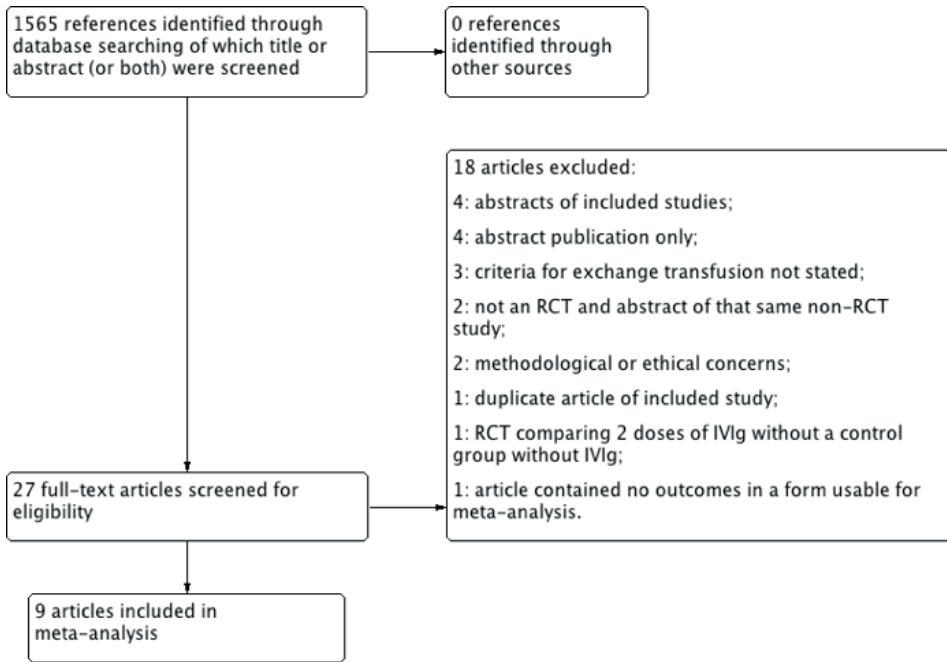 1565 references identified through
database searching of which title or
abstract (or both) were screened
0 references
identified through
other sources
18 articles excluded:
4: abstracts of included studies;
4: abstract publication only;
3: criteria for exchange transfusion not stated;
2: not an RCT and abstract of that same non-RCT
study;
2: methodological or ethical concerns;
1: duplicate article of included study;
1: RCT comparing 2 doses of IVIg without a control
group without IVIg;
1: article contained no outcomes in a form usable for
meta-analysis.
27 full-text articles screened for
eligibility
9 articles included in
meta-analysis